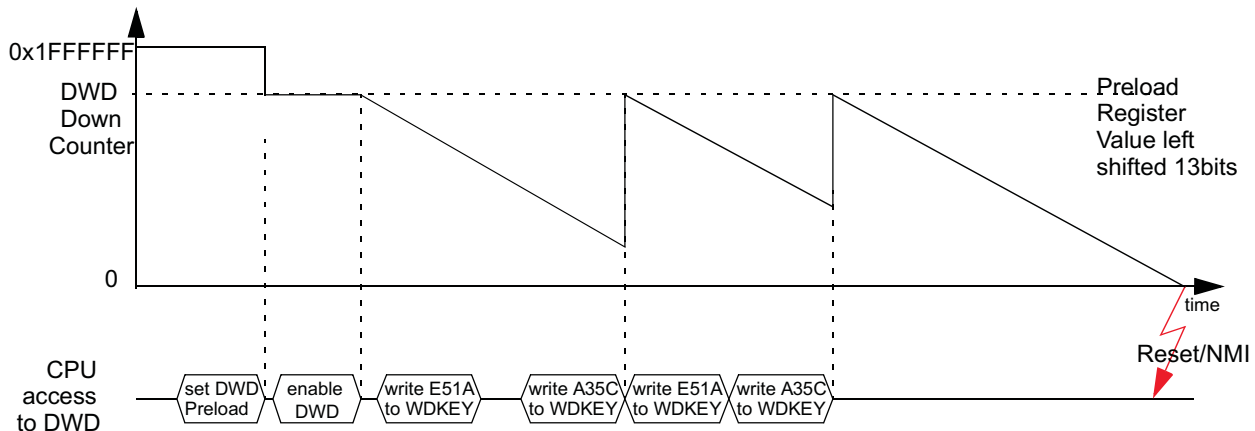 0x1FFFFFF
DWD
Down
Counter
Preload
Register
Value left
shifted 13bits
0
time
Reset/NMI
CPU
access
to DWD
set DWD
Preload
enable
DWD
write E51A
to WDKEY
write A35C
to WDKEY
write E51A
to WDKEY
write A35C
to WDKEY